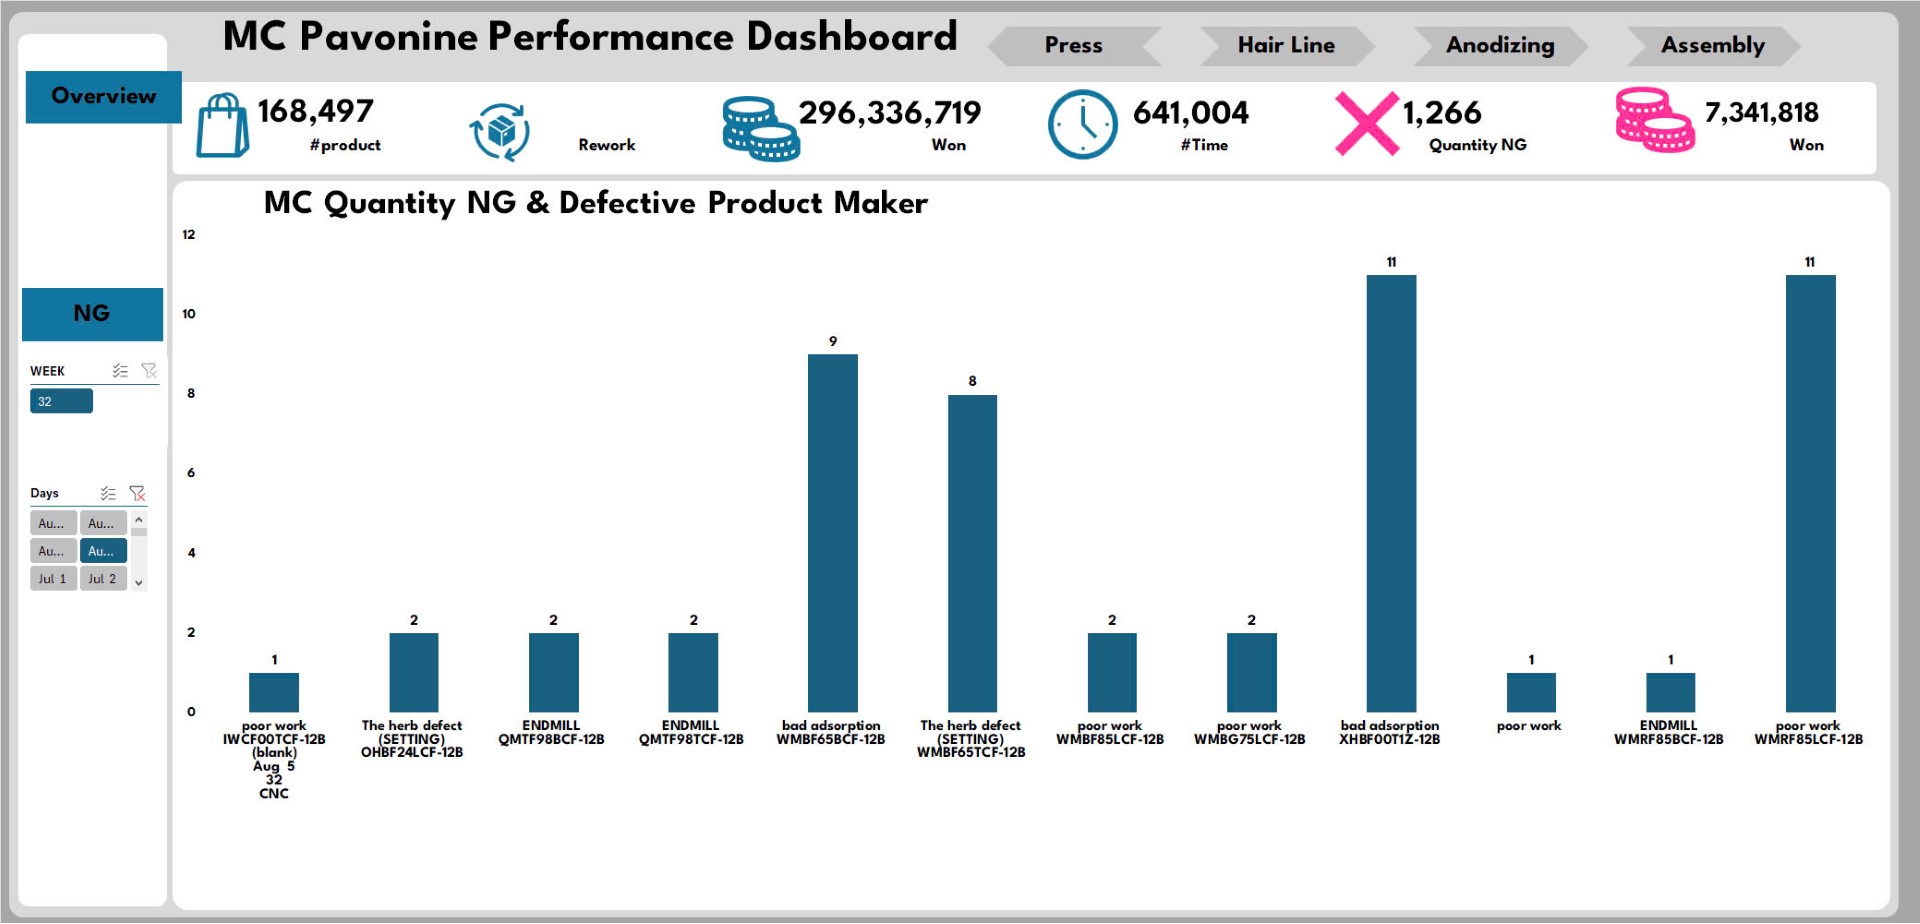 MC Pavonine Performance Dashboard
Press
Hair Line
Anodizing
Assembly
Overview
168,497
#product
Rework
296,336,719
Won
641,004
#Time
1,266
Quantity NG
7,341,818
Won
NG
WEEK
32
Days
Au...
Au...
Au...
Au...
Jul 1
Jul 2
MC Quantity NG & Defective Product Maker
12
10
8
6
4
2
0
1
2
2
2
9
8
2
2
11
1
1
11
poor work
IWCF00TCF-12B
(blank)
Aug 5
32
CNC
The herb defect
(SETTING)
OHBF24LCF-12B
ENDMILL
QMTF98BCF-12B
ENDMILL
QMTF98TCF-12B
bad adsorption
WMBF65BCF-12B
The herb defect
(SETTING)
WMBF65TCF-12B
poor work
WMBF85LCF-12B
poor work
WMBG75LCF-12B
bad adsorption
XHBF00T1Z-12B
poor work
ENDMILL
WMRF85BCF-12B
poor work
WMRF85LCF-12B